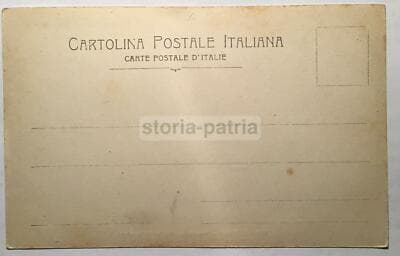 CARTOLINA POSTALE ITALIANA
CARTE POSTALE D'ITALIE
storia-patria